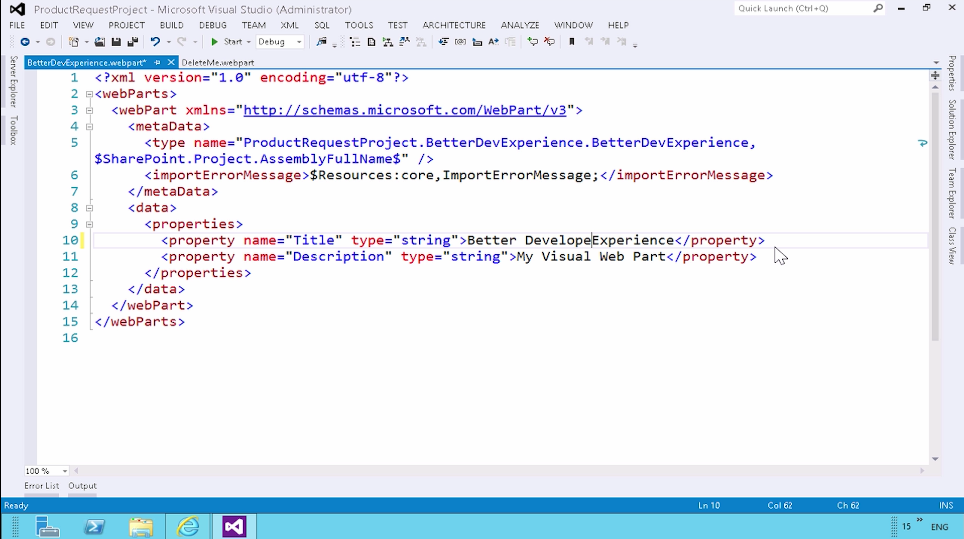 ProductRequestProject - Microsoft Visual Studio (Administrator)
Quick Launch (Ctrl+Q)
FILE EDIT VIEW PROJECT BUILD DEBUG TEAM XML SQL TOOLS TEST ARCHITECTURE ANALYZE WINDOW HELP
Start Debug
BetterDevExperience.webpart* DeleteMe.webpart
Server Explorer
Toolbox
1 <?xml version="1.0" encoding="utf-8"?>
2 <webParts>
3 <webPart xmlns="http://schemas.microsoft.com/WebPart/v3">
4 <metaData>
5 <type name="ProductRequestProject.BetterDevExperience.BetterDevExperience,
$SharePoint.Project.AssemblyFullName$" />
6 <importErrorMessage>$Resources:core,ImportErrorMessage;</importErrorMessage>
7 </metaData>
8 <data>
9 <properties>
10 <property name="Title" type="string">Better DevelopeExperience</property>
11 <property name="Description" type="string">My Visual Web Part</property>
12 </properties>
13 </data>
14 </webPart>
15 </webParts>
16
Properties
Solution Explorer
Team Explorer
Class View
100 %
Error List Output
Ready Ln 10 Col 62 Ch 62 INS
15 ENG